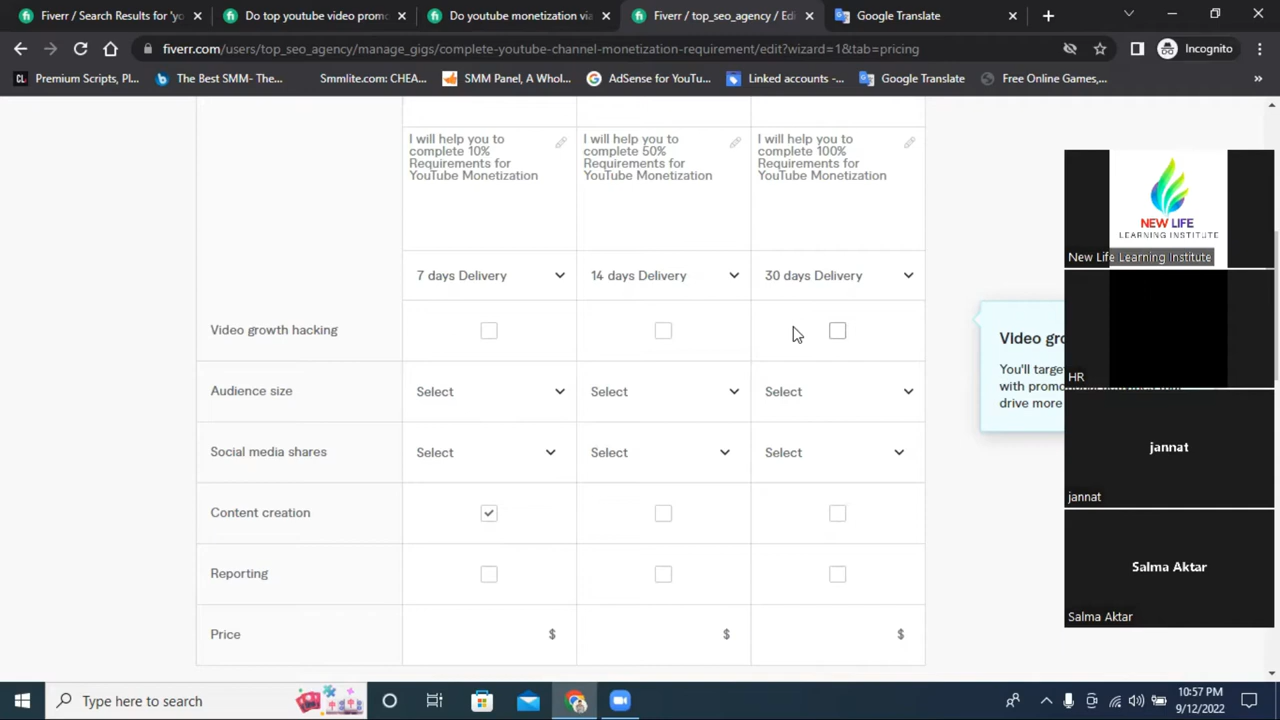 Fiverr / Search Results for 'yo
Do top youtube video promo
Do youtube monetization via
Fiverr / top_seo_agency / Edi
Google Translate
fiverr.com/users/top_seo_agency/manage_gigs/complete-youtube-channel-monetization-requirement/edit?wizard=1&tab=pricing
Incognito
Premium Scripts, Pl...
The Best SMM- The...
Smmlite.com: CHEA...
SMM Panel, A Whol...
AdSense for YouTu...
Linked accounts -...
Google Translate
Free Online Games,...
I will help you to
complete 10%
Requirements for
YouTube Monetization
I will help you to
complete 50%
Requirements for
YouTube Monetization
I will help you to
complete 100%
Requirements for
YouTube Monetization
7 days Delivery
14 days Delivery
30 days Delivery
Video growth hacking
Audience size
Select
Select
Select
Social media shares
Select
Select
Select
Content creation
Reporting
Price
$
$
$
VIdeo gro
You'll targe
with promo
drive more
NEW LIFE
LEARNING INSTITUTE
New Life Learning Institute
HR
jannat
jannat
Salma Aktar
Salma Aktar
Type here to search
10:57 PM
9/12/2022